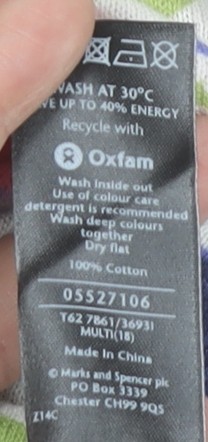 WASH AT 30°C
VE UP TO 40% ENERGY
Recycle with
Oxfam
Wash inside out
Use of colour care
detergent is recommended
Wash deep colours
together
Dry flat
100% Cotton
05527106
T62 7861/3693I
MULTI(18)
Made in China
© Marks and Spencer plc
PO Box 3339
Chester CH99 9QS
Z14C